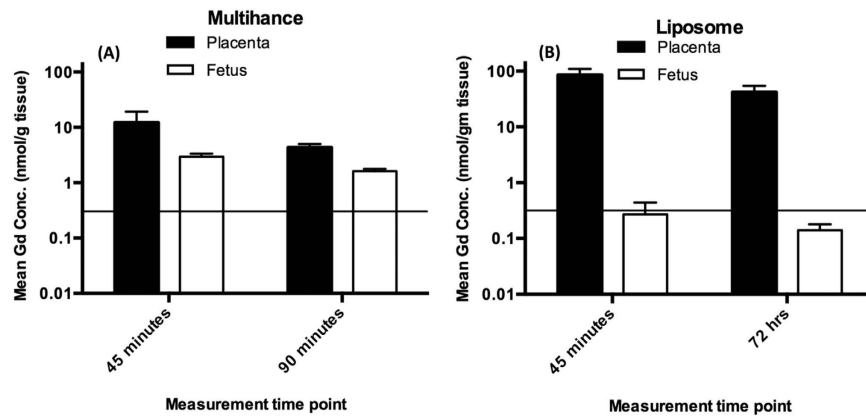 Multihance
(A)
Placenta
Fetus
Mean Gd Conc. (nmol/g tissue)
100
10
1
0.1
0.01
45 minutes
90 minutes
Measurement time point
Liposome
(B)
Placenta
Fetus
Mean Gd Conc. (nmol/gm tissue)
100
10
1
0.1
0.01
45 minutes
72 hrs
Measurement time point